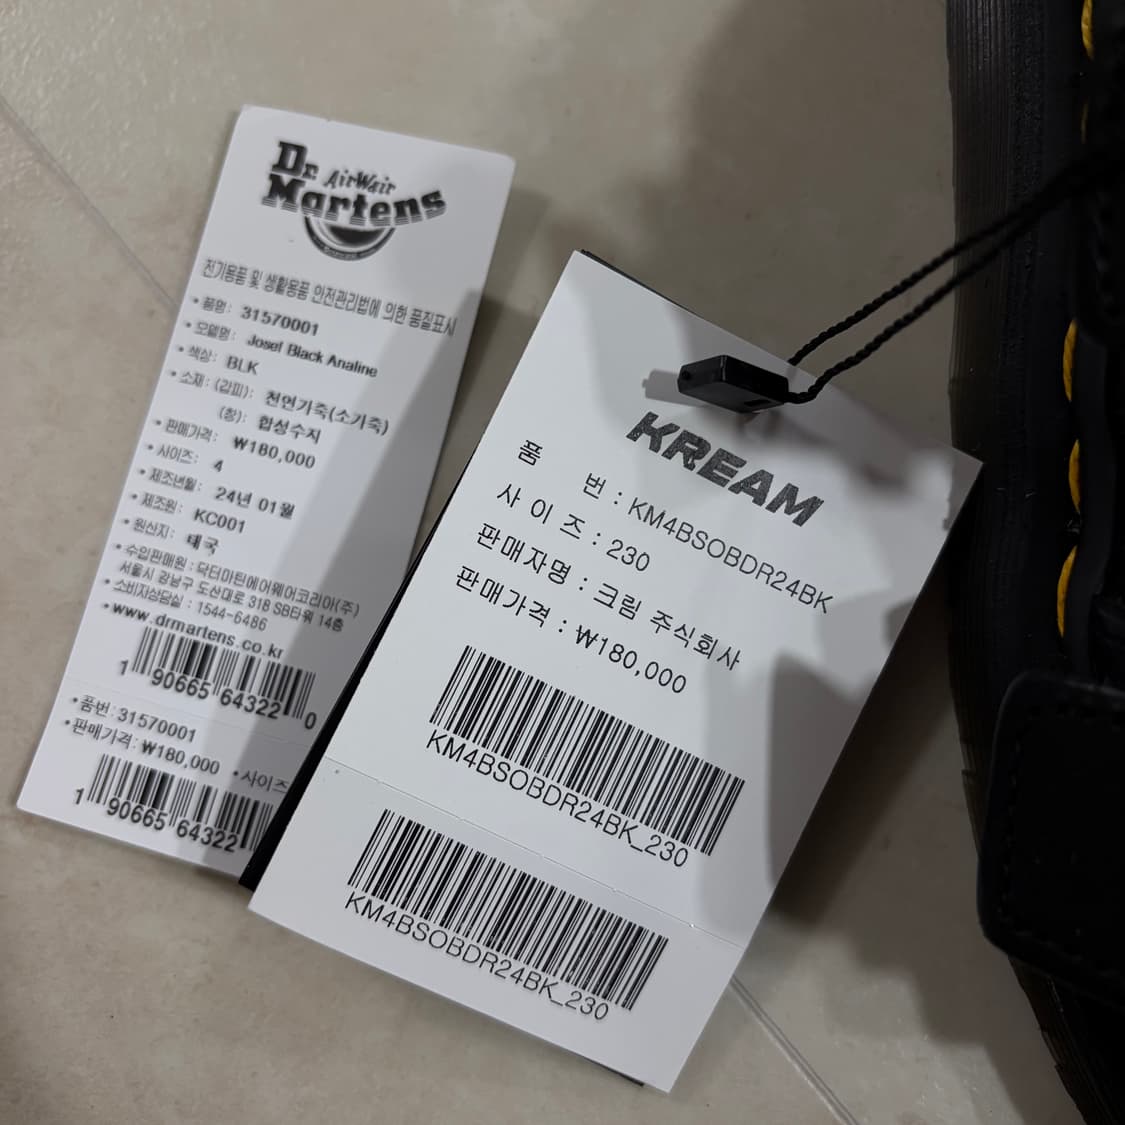 Dr. AirWair
Martens
전기용품 및 생활용품 안전관리법에 의한 품질표시
• 품명: 31570001
• 모델명: Josef Black Analine
• 색상: BLK
• 소재: (갑피): 천연가죽(소가죽)
(창): 합성수지
• 판매가격: ₩180,000
• 사이즈: 4
• 제조년월: 24년 01월
• 제조원: KC001
• 원산지: 태국
• 수입판매원 : 닥터마틴에어웨어코리아(주)
서울시 강남구 도산대로 318 SB타워 14층
• 소비자상담실 : 1544-6486
• www.drmartens.co.kr
1 90665 64322 0
• 품번: 31570001
• 판매가격: ₩180,000 • 사이즈
1 90665 64322
KREAM
품 번 : KM4BSOBDR24BK
사 이 즈 : 230
판매자명 : 크림 주식회사
판매가격 : ₩180,000
KM4BSOBDR24BK_230
KM4BSOBDR24BK_230